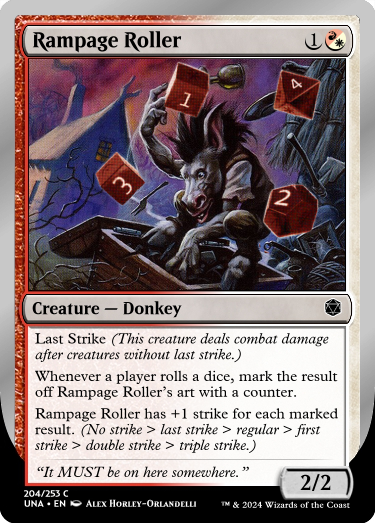 Rampage Roller 1
1
4
3
2
Creature — Donkey
Last Strike (This creature deals combat damage
after creatures without last strike.)
Whenever a player rolls a dice, mark the result
off Rampage Roller's art with a counter.
Rampage Roller has +1 strike for each marked
result. (No strike > last strike > regular > first
strike > double strike > triple strike.)
"It MUST be on here somewhere."
2/2
204/253 C
UNA • EN Alex Horley-Orlandelli ™ & 2024 Wizards of the Coast